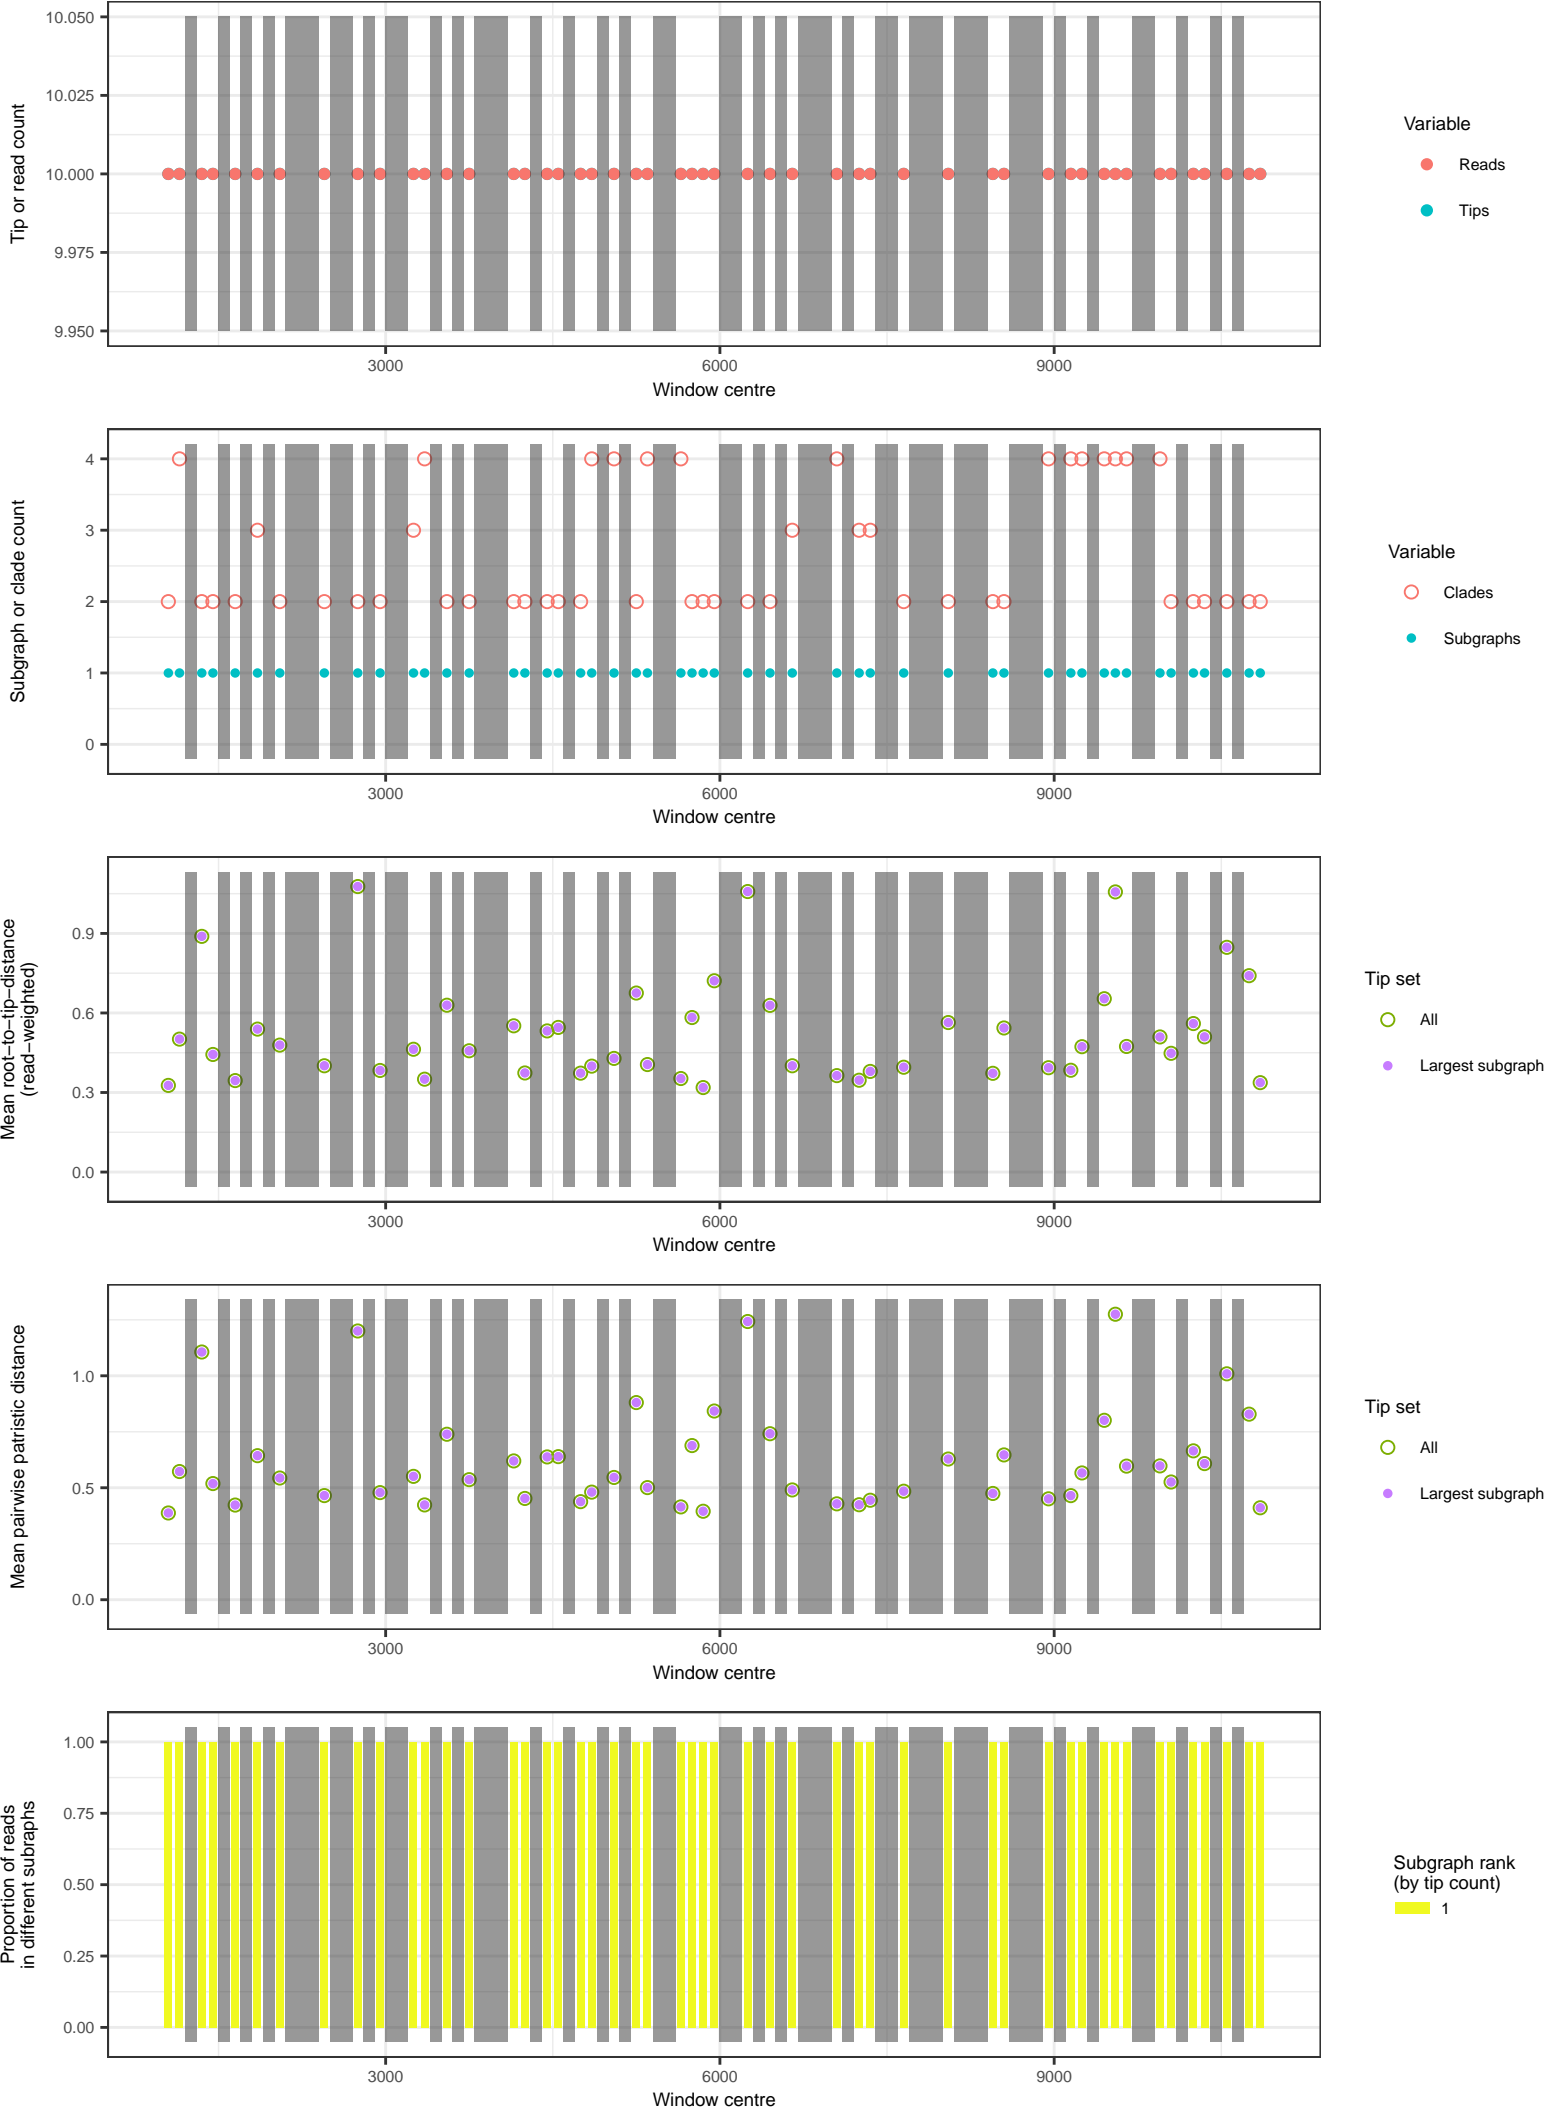 10.050
10.025
10.000
9.975
9.950
Tip or read count
3000
6000
9000
Window centre
Variable
Reads
Tips
4
3
2
1
0
Subgraph or clade count
3000
6000
9000
Window centre
Variable
Clades
Subgraphs
0.9
0.6
0.3
0.0
Mean root−to−tip−distance
(read−weighted)
3000
6000
9000
Window centre
Tip set
All
Largest subgraph
1.0
0.5
0.0
Mean pairwise patristic distance
3000
6000
9000
Window centre
Tip set
All
Largest subgraph
1.00
0.75
0.50
0.25
0.00
Proportion of reads
in different subraphs
3000
6000
9000
Window centre
Subgraph rank
(by tip count)
1